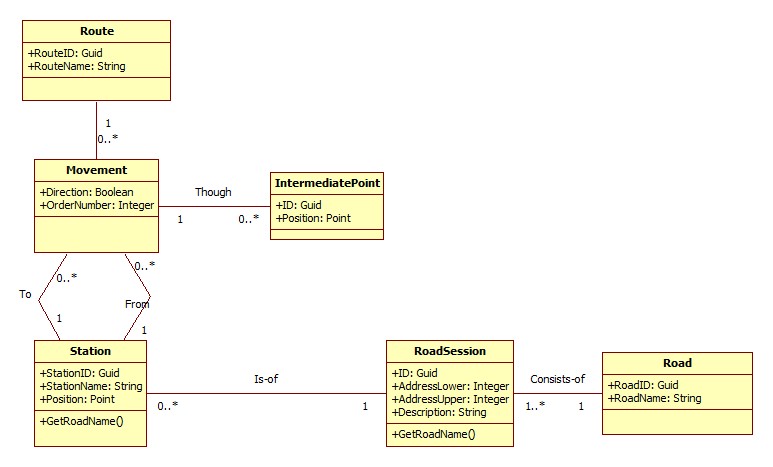 Route
+RouteID: Guid
+RouteName: String
1
0..*
Movement
+Direction: Boolean
+OrderNumber: Integer
Though
1
0..*
IntermediatePoint
+ID: Guid
+Position: Point
0..*
0..*
To
From
1
1
Station
+StationID: Guid
+StationName: String
+Position: Point
+GetRoadName()
Is-of
0..*
1
RoadSession
+ID: Guid
+AddressLower: Integer
+AddressUpper: Integer
+Description: String
+GetRoadName()
Consists-of
1..*
1
Road
+RoadID: Guid
+RoadName: String